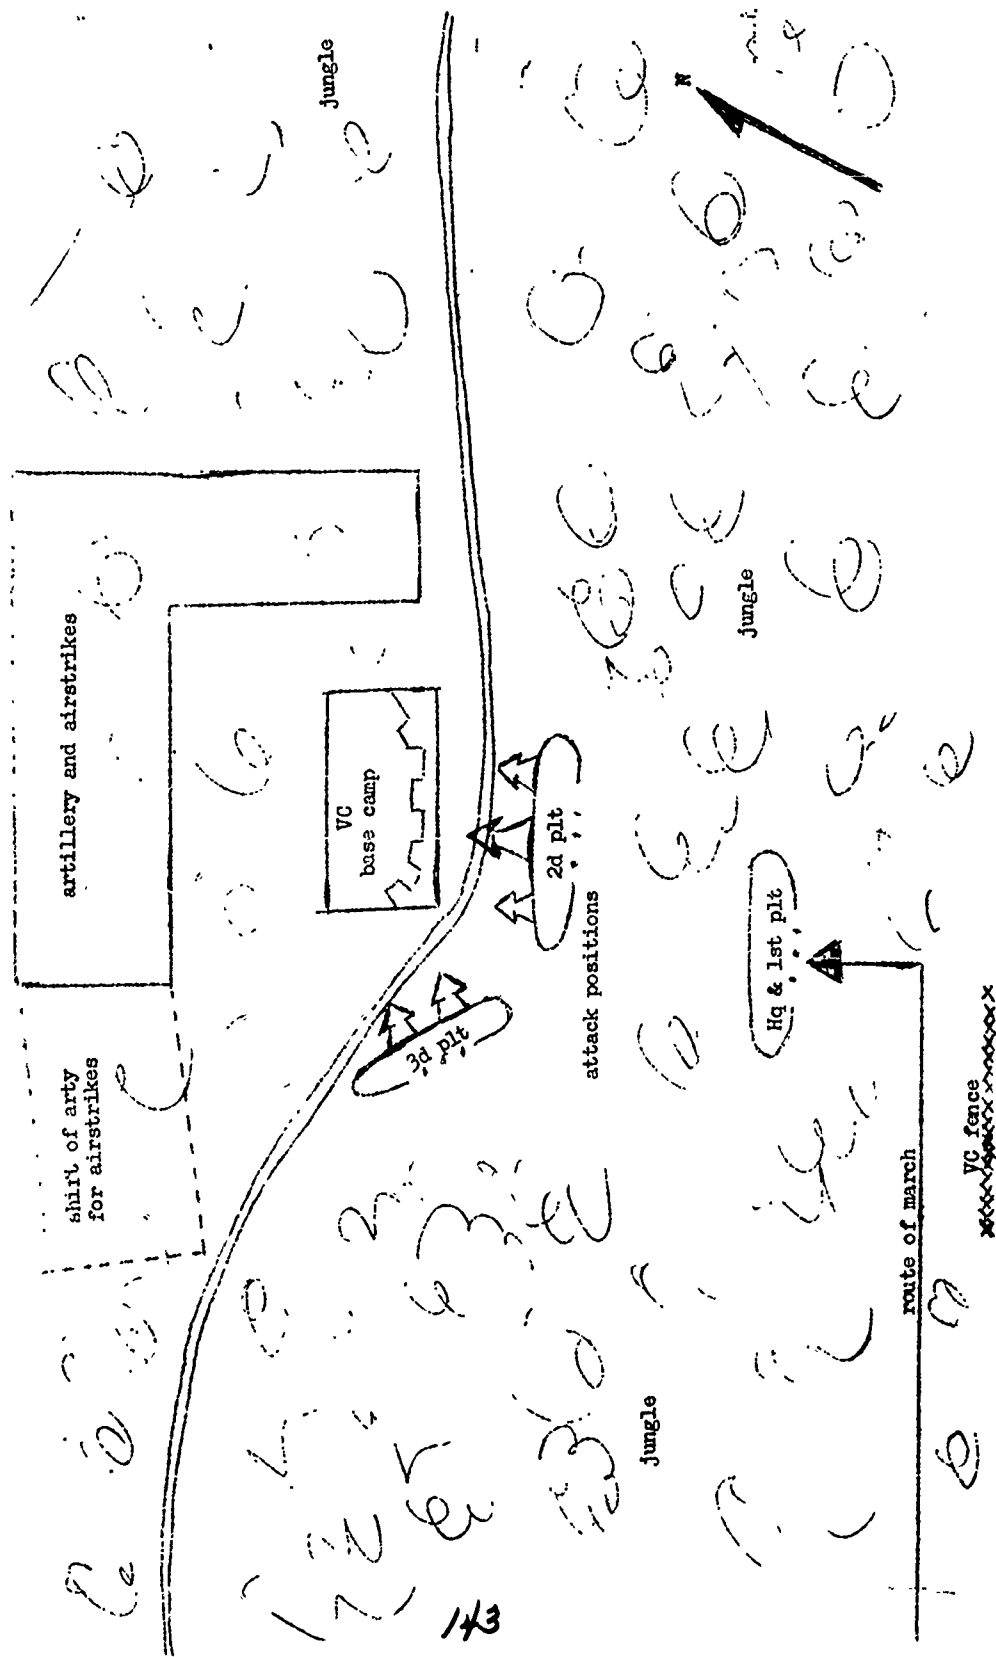 artillery and airstrikes
shift of arty
for airstrikes
VC
base camp
jungle
N
3d plt
2d plt
attack positions
jungle
Hq & 1st plt
jungle
route of march
VC fence
xxxxxxxxxxxxxxxxxx
143